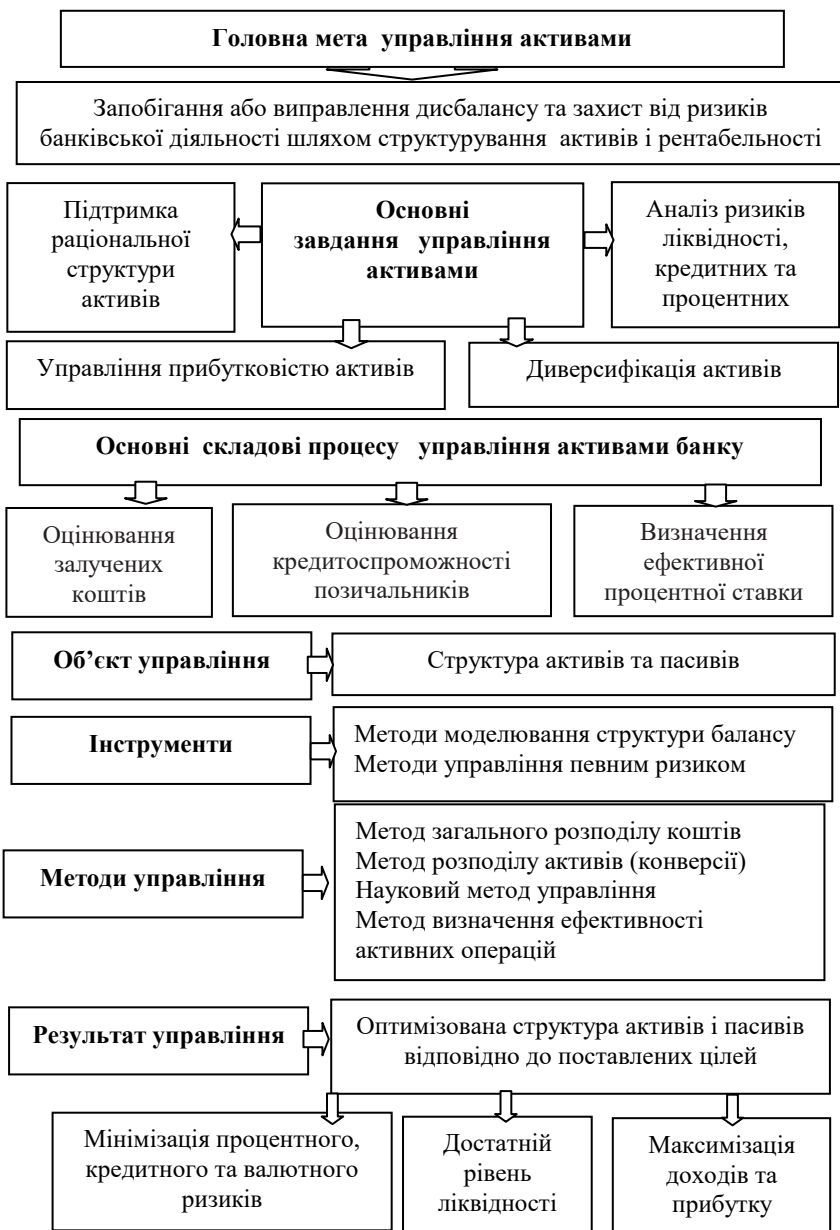 Головна мета управління активами
Запобігання або виправлення дисбалансу та захист від ризиків
банківської діяльності шляхом структурування активів і рентабельності
Підтримка
раціональної
структури
активів
Основні
завдання управління
активами
Аналіз ризиків
ліквідності,
кредитних та
процентних
Управління прибутковістю активів
Диверсифікація активів
Основні складові процесу управління активами банку
Оцінювання
залучених
коштів
Оцінювання
кредитоспроможності
позичальників
Визначення
ефективної
процентної ставки
Об’єкт управління
Структура активів та пасивів
Інструменти
Методи моделювання структури балансу
Методи управління певним ризиком
Методи управління
Метод загального розподілу коштів
Метод розподілу активів (конверсії)
Науковий метод управління
Метод визначення ефективності
активних операцій
Результат управління
Оптимізована структура активів і пасивів
відповідно до поставлених цілей
Мінімізація процентного,
кредитного та валютного
ризиків
Достатній
рівень
ліквідності
Максимізація
доходів та
прибутку